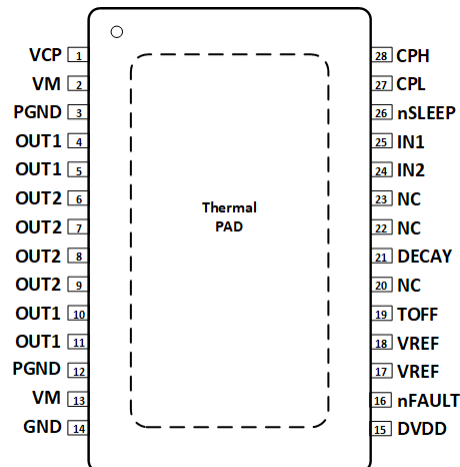 VCP 1 28 CPH
VM 2 27 CPL
PGND 3 26 nSLEEP
OUT1 4 25 IN1
OUT1 5 24 IN2
OUT2 6 23 NC
OUT2 7 22 NC
OUT2 8 21 DECAY
OUT2 9 20 NC
OUT1 10 19 TOFF
OUT1 11 18 VREF
PGND 12 17 VREF
VM 13 16 nFAULT
GND 14 15 DVDD
Thermal
PAD